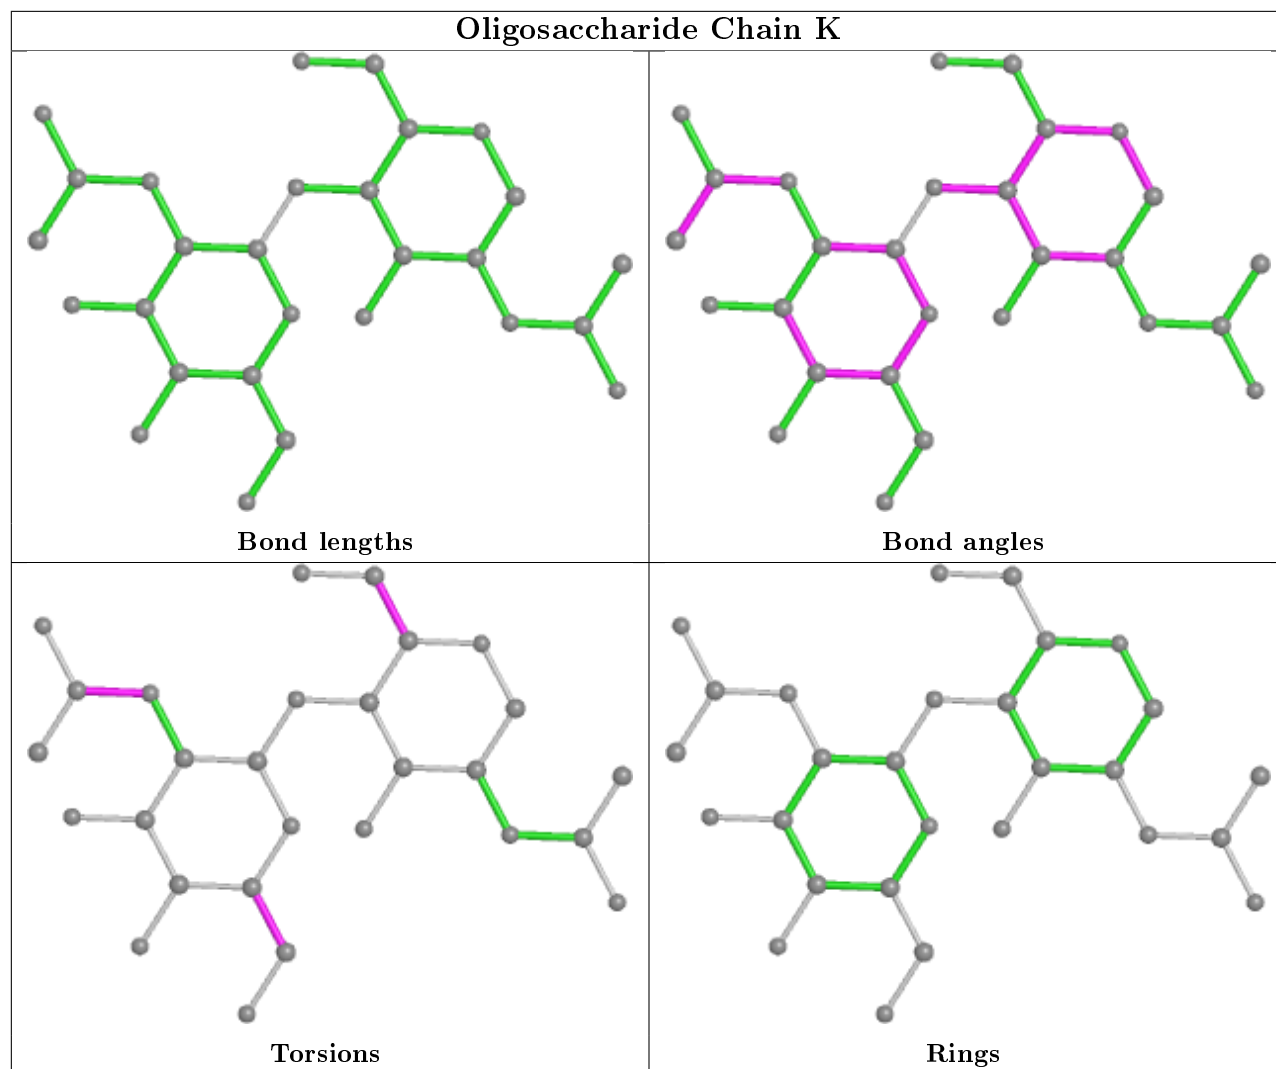 Oligosaccharide Chain K
Bond lengths
Bond angles
Torsions
Rings